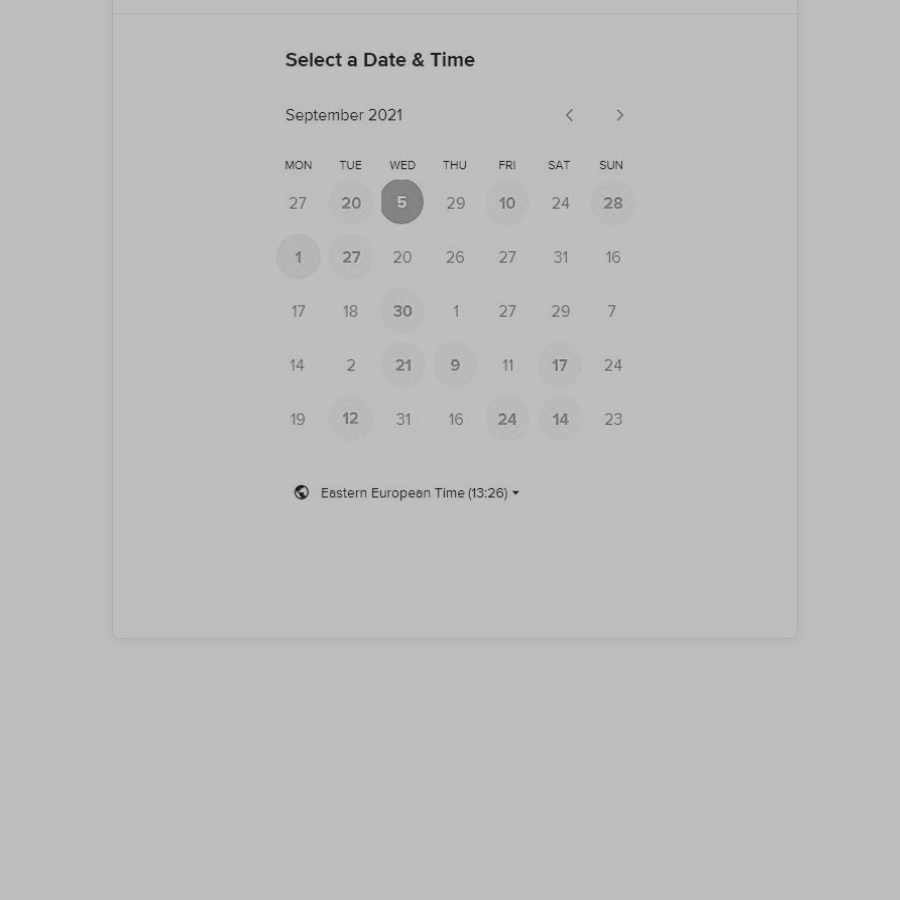 Select a Date & Time
September 2021
MON TUE WED THU FRI SAT SUN
27 20 5 29 10 24 28
1 27 20 26 27 31 16
17 18 30 1 27 29 7
14 2 21 9 11 17 24
19 12 31 16 24 14 23
Eastern European Time (13:26)